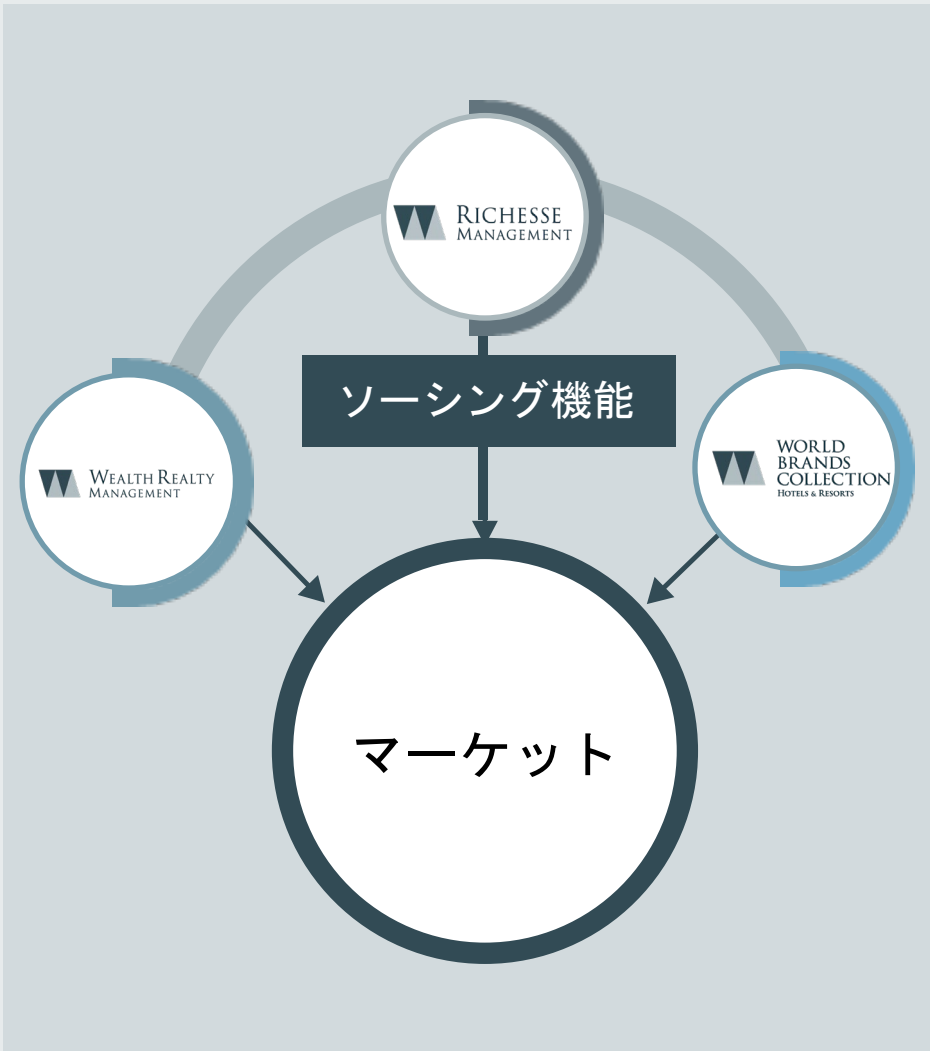 RICHESSE
MANAGEMENT
ソーシング機能
WEALTH REALTY
MANAGEMENT
WORLD
BRANDS
COLLECTION
HOTELS & RESORTS
マーケット